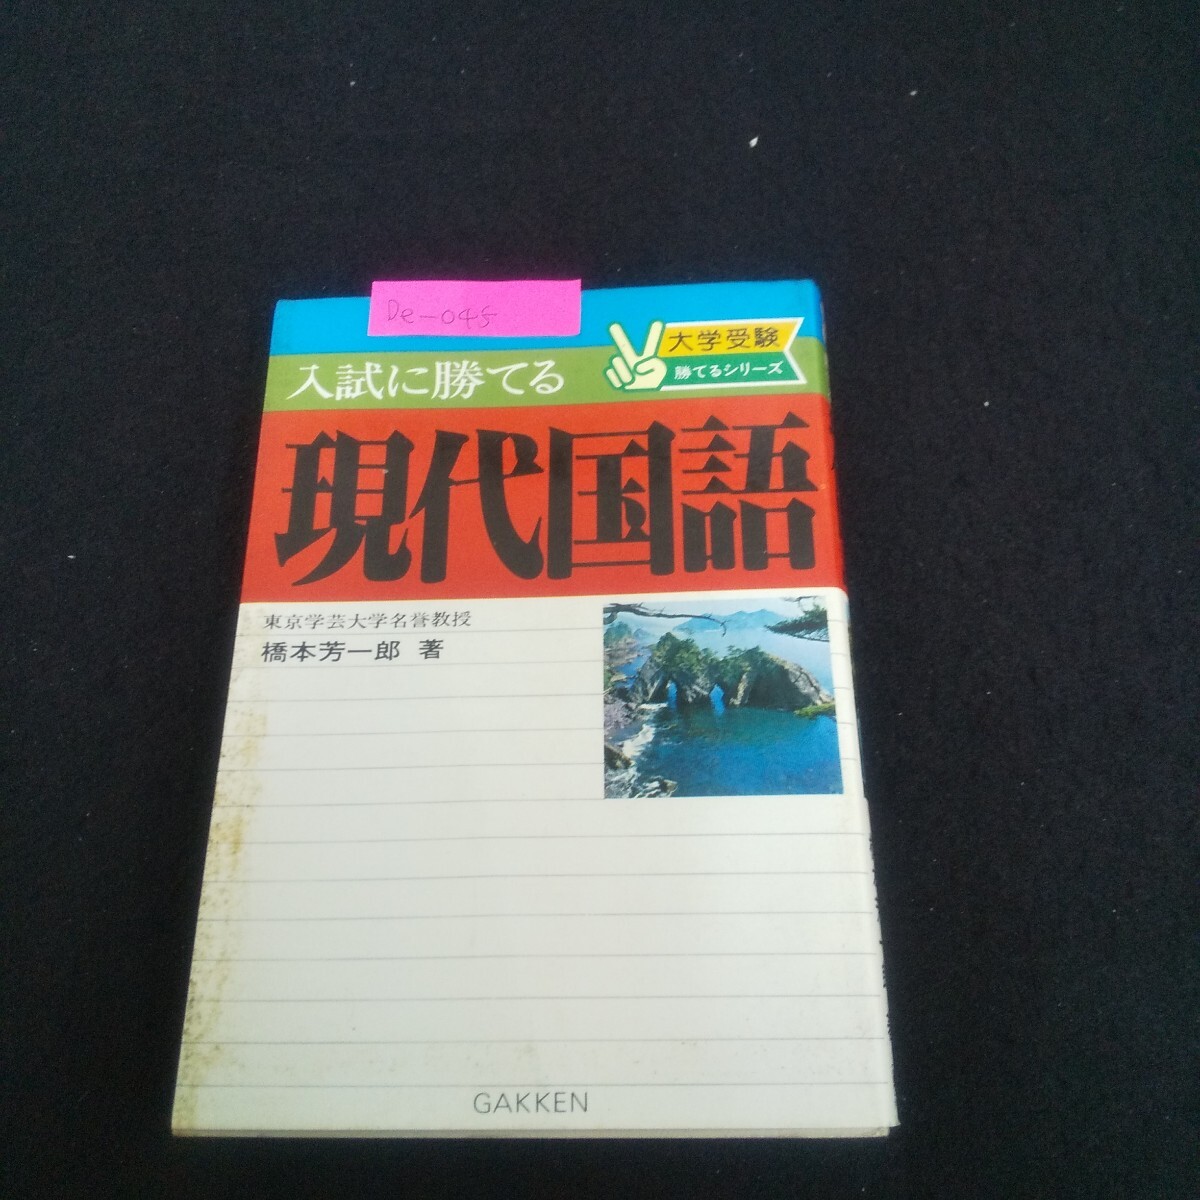 De-045
大学受験
勝てるシリーズ
入試に勝てる
現代国語
東京学芸大学名誉教授
橋本芳一郎 著
GAKKEN